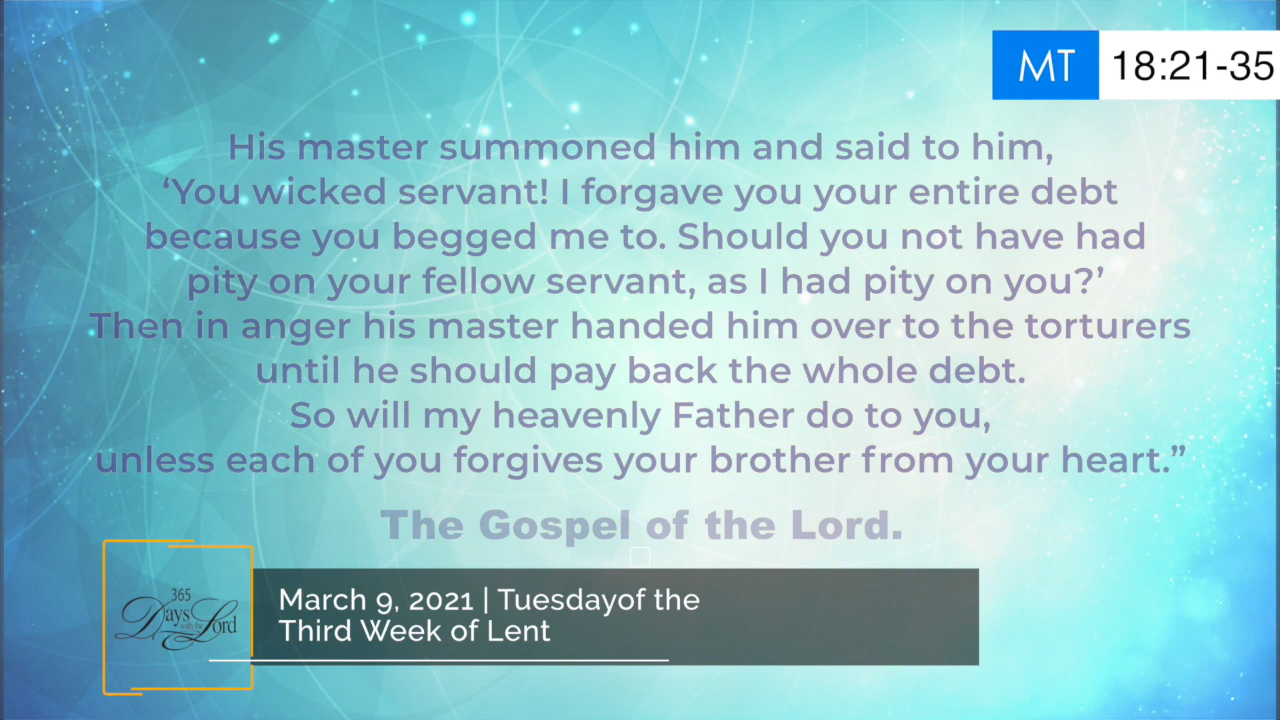 MT 18:21-35
His master summoned him and said to him,
‘You wicked servant! I forgave you your entire debt
because you begged me to. Should you not have had
pity on your fellow servant, as I had pity on you?’
Then in anger his master handed him over to the torturers
until he should pay back the whole debt.
So will my heavenly Father do to you,
unless each of you forgives your brother from your heart.”
The Gospel of the Lord.
365
Days with the Lord
March 9, 2021 | Tuesdayof the
Third Week of Lent